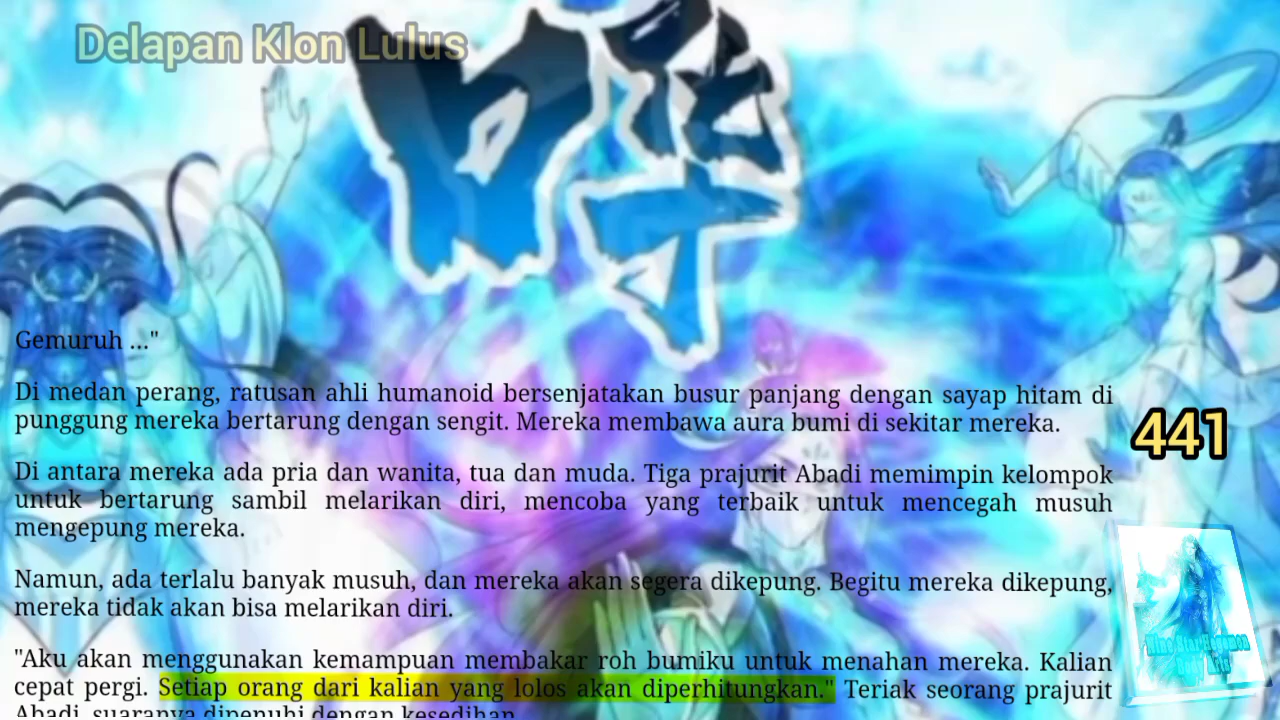 Delapan Klon Lulus
Gemuruh ..."
Di medan perang, ratusan ahli humanoid bersenjatakan busur panjang dengan sayap hitam di
punggung mereka bertarung dengan sengit. Mereka membawa aura bumi di sekitar mereka.
441
Di antara mereka ada pria dan wanita, tua dan muda. Tiga prajurit Abadi memimpin kelompok
untuk bertarung sambil melarikan diri, mencoba yang terbaik untuk mencegah musuh
mengepung mereka.
Namun, ada terlalu banyak musuh, dan mereka akan segera dikepung. Begitu mereka dikepung,
mereka tidak akan bisa melarikan diri.
"Aku akan menggunakan kemampuan membakar roh bumiku untuk menahan mereka. Kalian
cepat pergi. Setiap orang dari kalian yang lolos akan diperhitungkan." Teriak seorang prajurit
Abadi, suaranya dipenuhi dengan kesedihan.